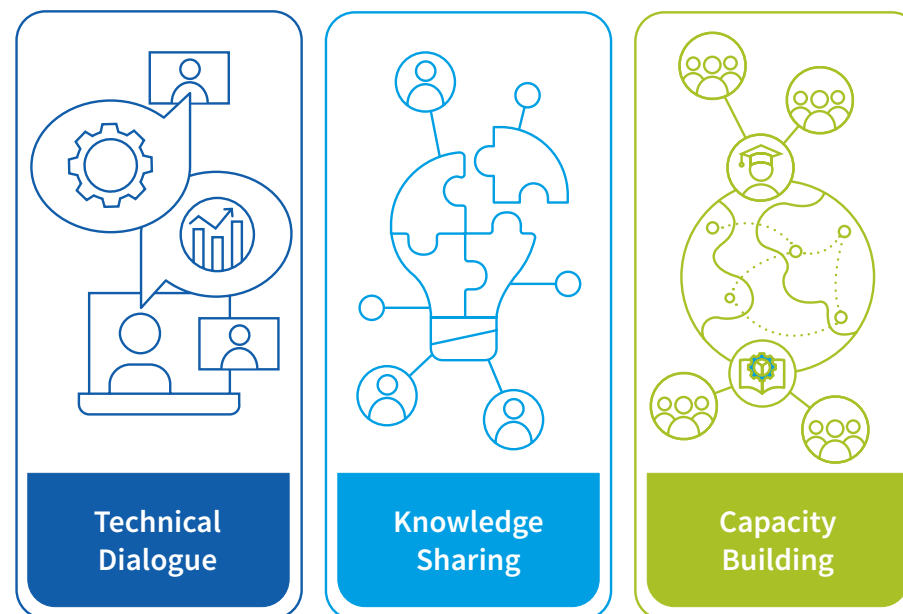 Technical
Dialogue
Knowledge
Sharing
Capacity
Building